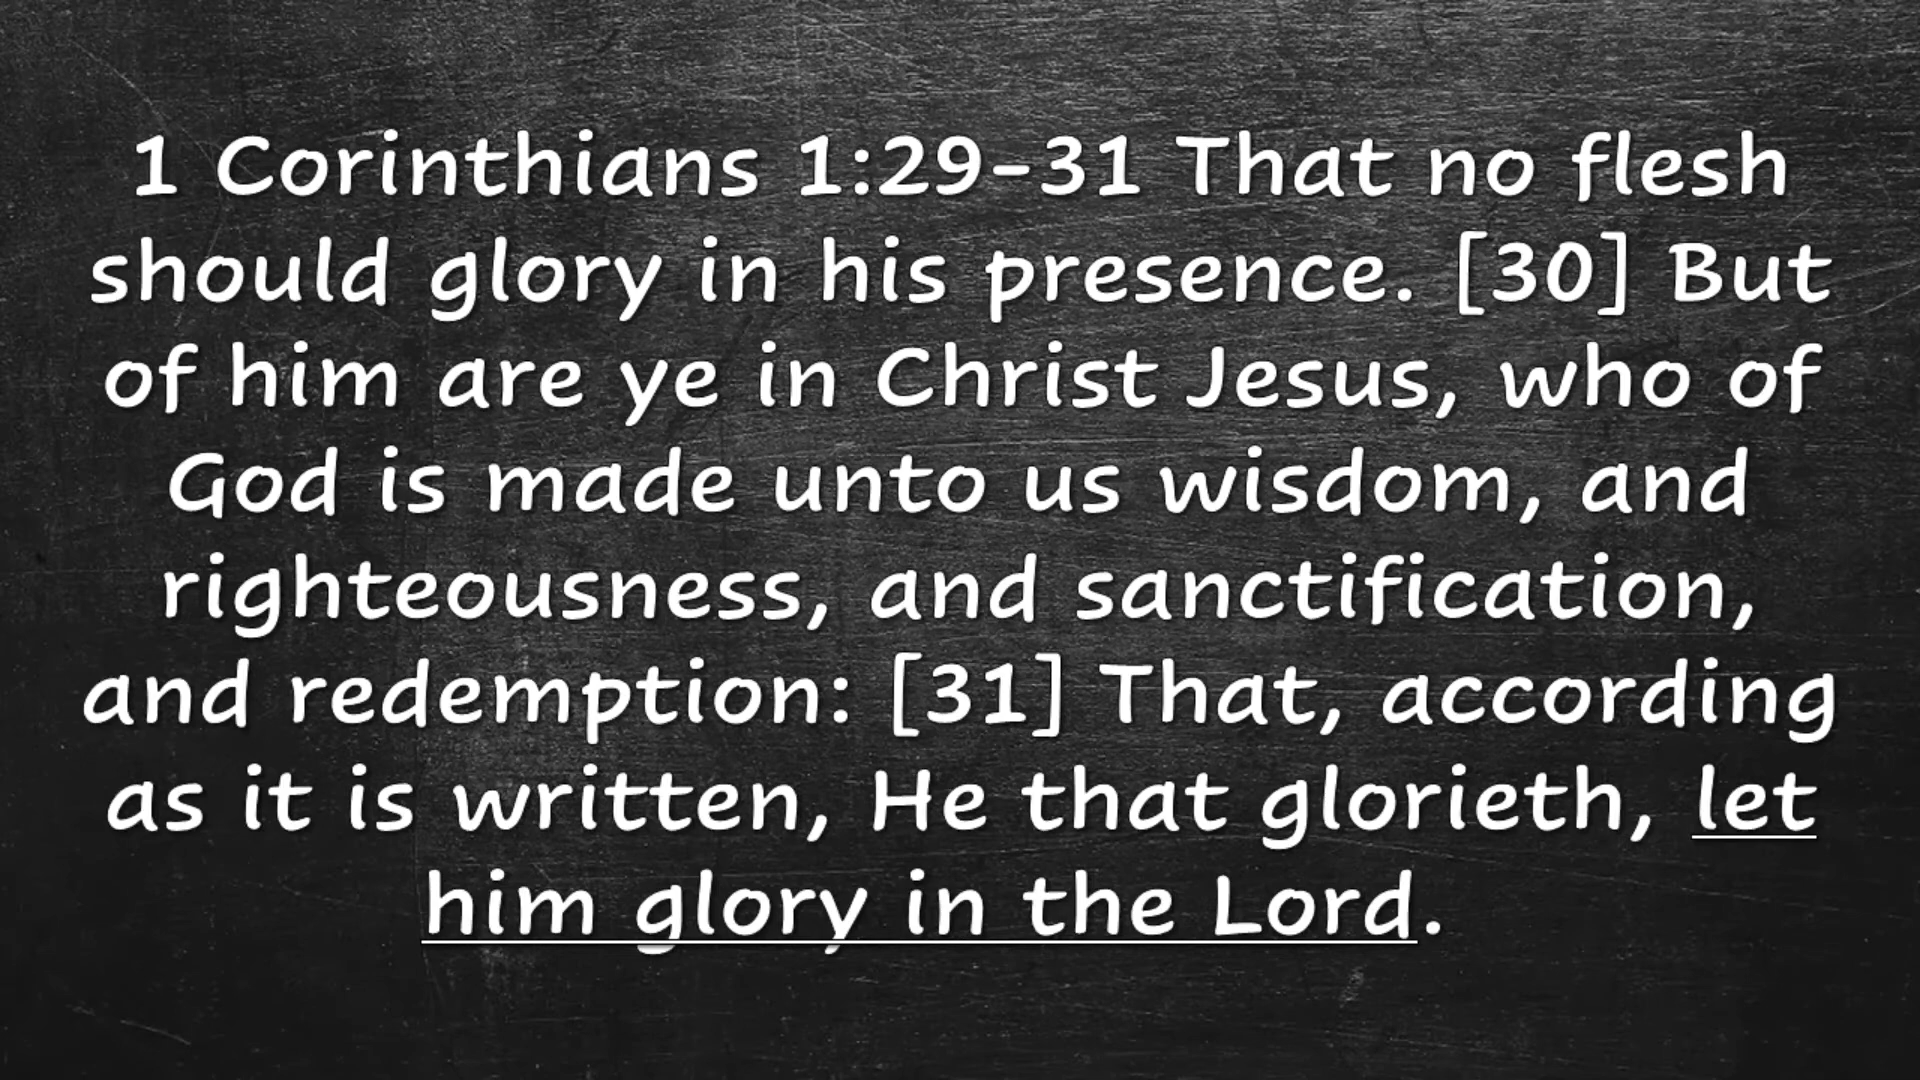 1 Corinthians 1:29-31 That no flesh
should glory in his presence. [30] But
of him are ye in Christ Jesus, who of
God is made unto us wisdom, and
righteousness, and sanctification,
and redemption: [31] That, according
as it is written, He that glorieth, let
him glory in the Lord.